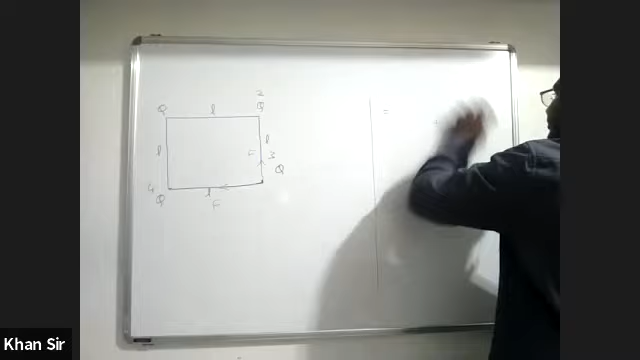 2
Q l Q
l l
F 3
Q
4 l
Q F
=
Khan Sir